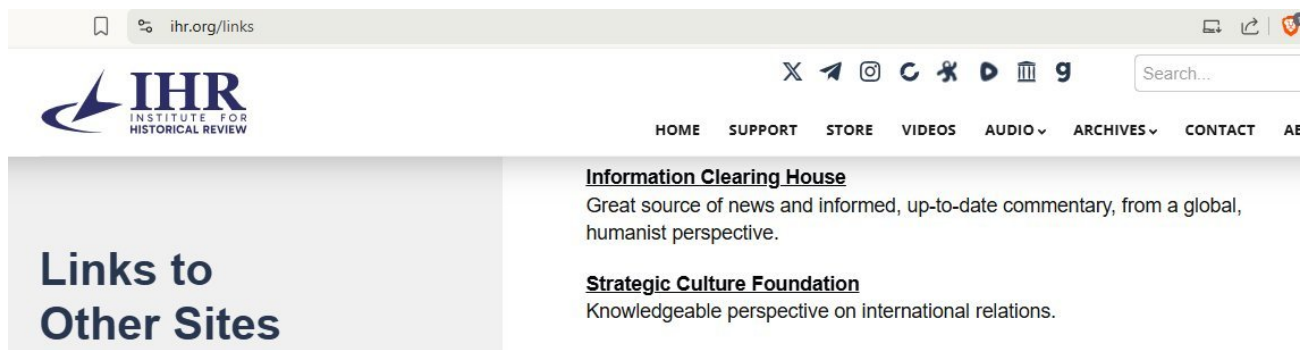 ihr.org/links
IHR
INSTITUTE FOR
HISTORICAL REVIEW
Search...
HOME SUPPORT STORE VIDEOS AUDIO ARCHIVES CONTACT
Links to
Other Sites
Information Clearing House
Great source of news and informed, up-to-date commentary, from a global,
humanist perspective.
Strategic Culture Foundation
Knowledgeable perspective on international relations.